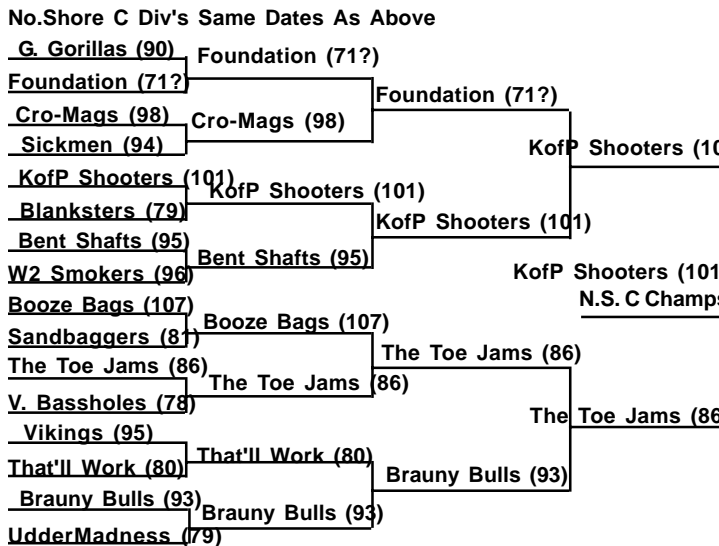 No.Shore C Div's Same Dates As Above
G. Gorillas (90)
Foundation (71?)
Foundation (71?)
Foundation (71?)
Cro-Mags (98)
Cro-Mags (98)
Sickmen (94)
KofP Shooters (10
KofP Shooters (101)
KofP Shooters (101)
Blanksters (79)
KofP Shooters (101)
Bent Shafts (95)
Bent Shafts (95)
W2 Smokers (96)
KofP Shooters (101
N.S. C Champs
Booze Bags (107)
Booze Bags (107)
Sandbaggers (81)
The Toe Jams (86)
The Toe Jams (86)
The Toe Jams (86)
V. Bassholes (78)
The Toe Jams (86
Vikings (95)
That'll Work (80)
That'll Work (80)
Brauny Bulls (93)
Brauny Bulls (93)
Brauny Bulls (93)
UdderMadness (79)